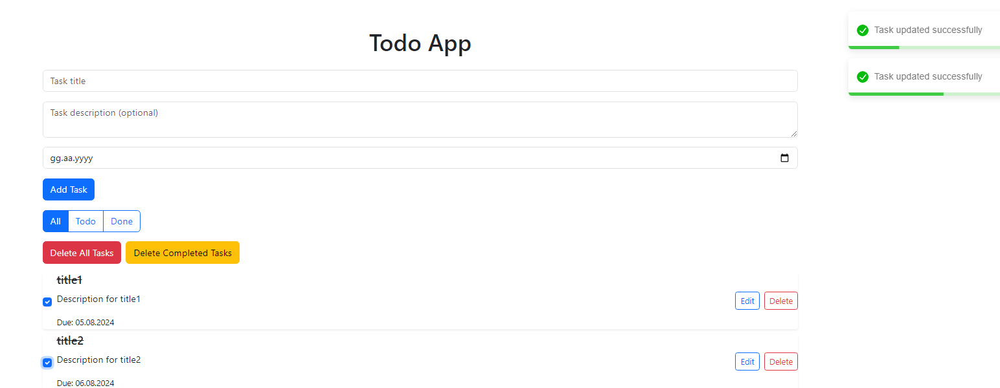 Todo App
Task updated successfully
Task updated successfully
Task title
Task description (optional)
gg.aa.yyyy
Add Task
All Todo Done
Delete All Tasks Delete Completed Tasks
title1
Description for title1
Edit Delete
Due: 05.08.2024
title2
Description for title2
Edit Delete
Due: 06.08.2024